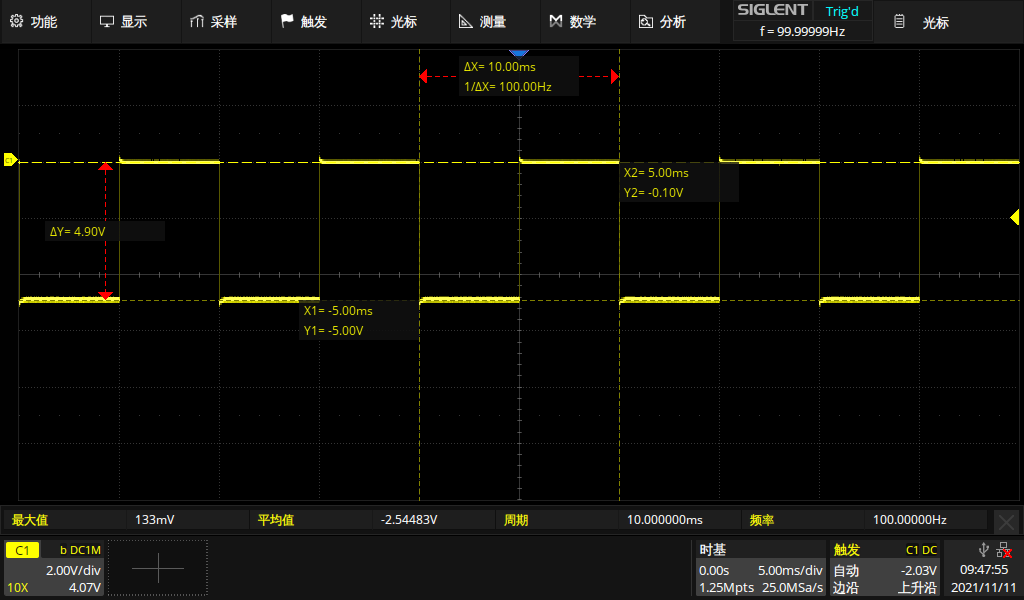 功能 显示 采样 触发 光标 测量 数学 分析 SIGLENT Trig'd 光标
f = 99.99999Hz
ΔX= 10.00ms
1/ΔX= 100.00Hz
C1
X2= 5.00ms
Y2= -0.10V
ΔY= 4.90V
X1= -5.00ms
Y1= -5.00V
最大值 133mV 平均值 -2.54483V 周期 10.000000ms 频率 100.00000Hz
C1 b DC1M 时基 触发 C1 DC
2.00V/div 0.00s 5.00ms/div 自动 -2.03V 09:47:55
10X 4.07V 1.25Mpts 25.0MSa/s 边沿 上升沿 2021/11/11